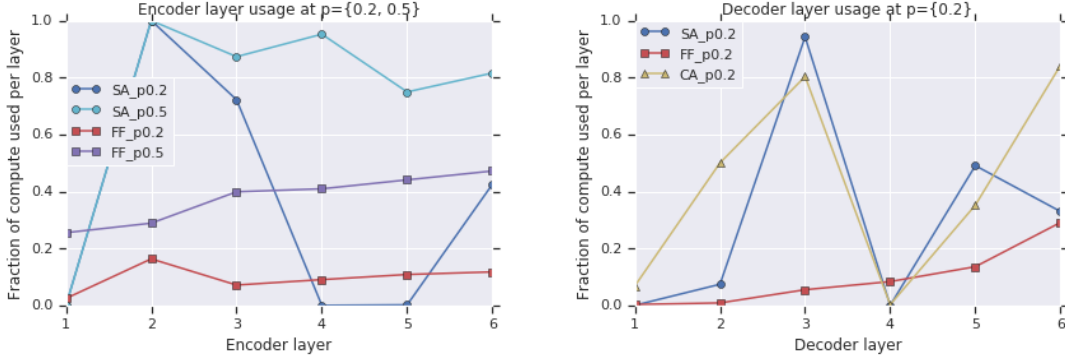 Encoder layer usage at p={0.2, 0.5}
Fraction of compute used per layer
1.0
0.8
0.6
0.4
0.2
0.0
SA_p0.2
SA_p0.5
FF_p0.2
FF_p0.5
1 2 3 4 5 6
Encoder layer
Decoder layer usage at p={0.2}
Fraction of compute used per layer
1.0
0.8
0.6
0.4
0.2
0.0
SA_p0.2
FF_p0.2
CA_p0.2
1 2 3 4 5 6
Decoder layer